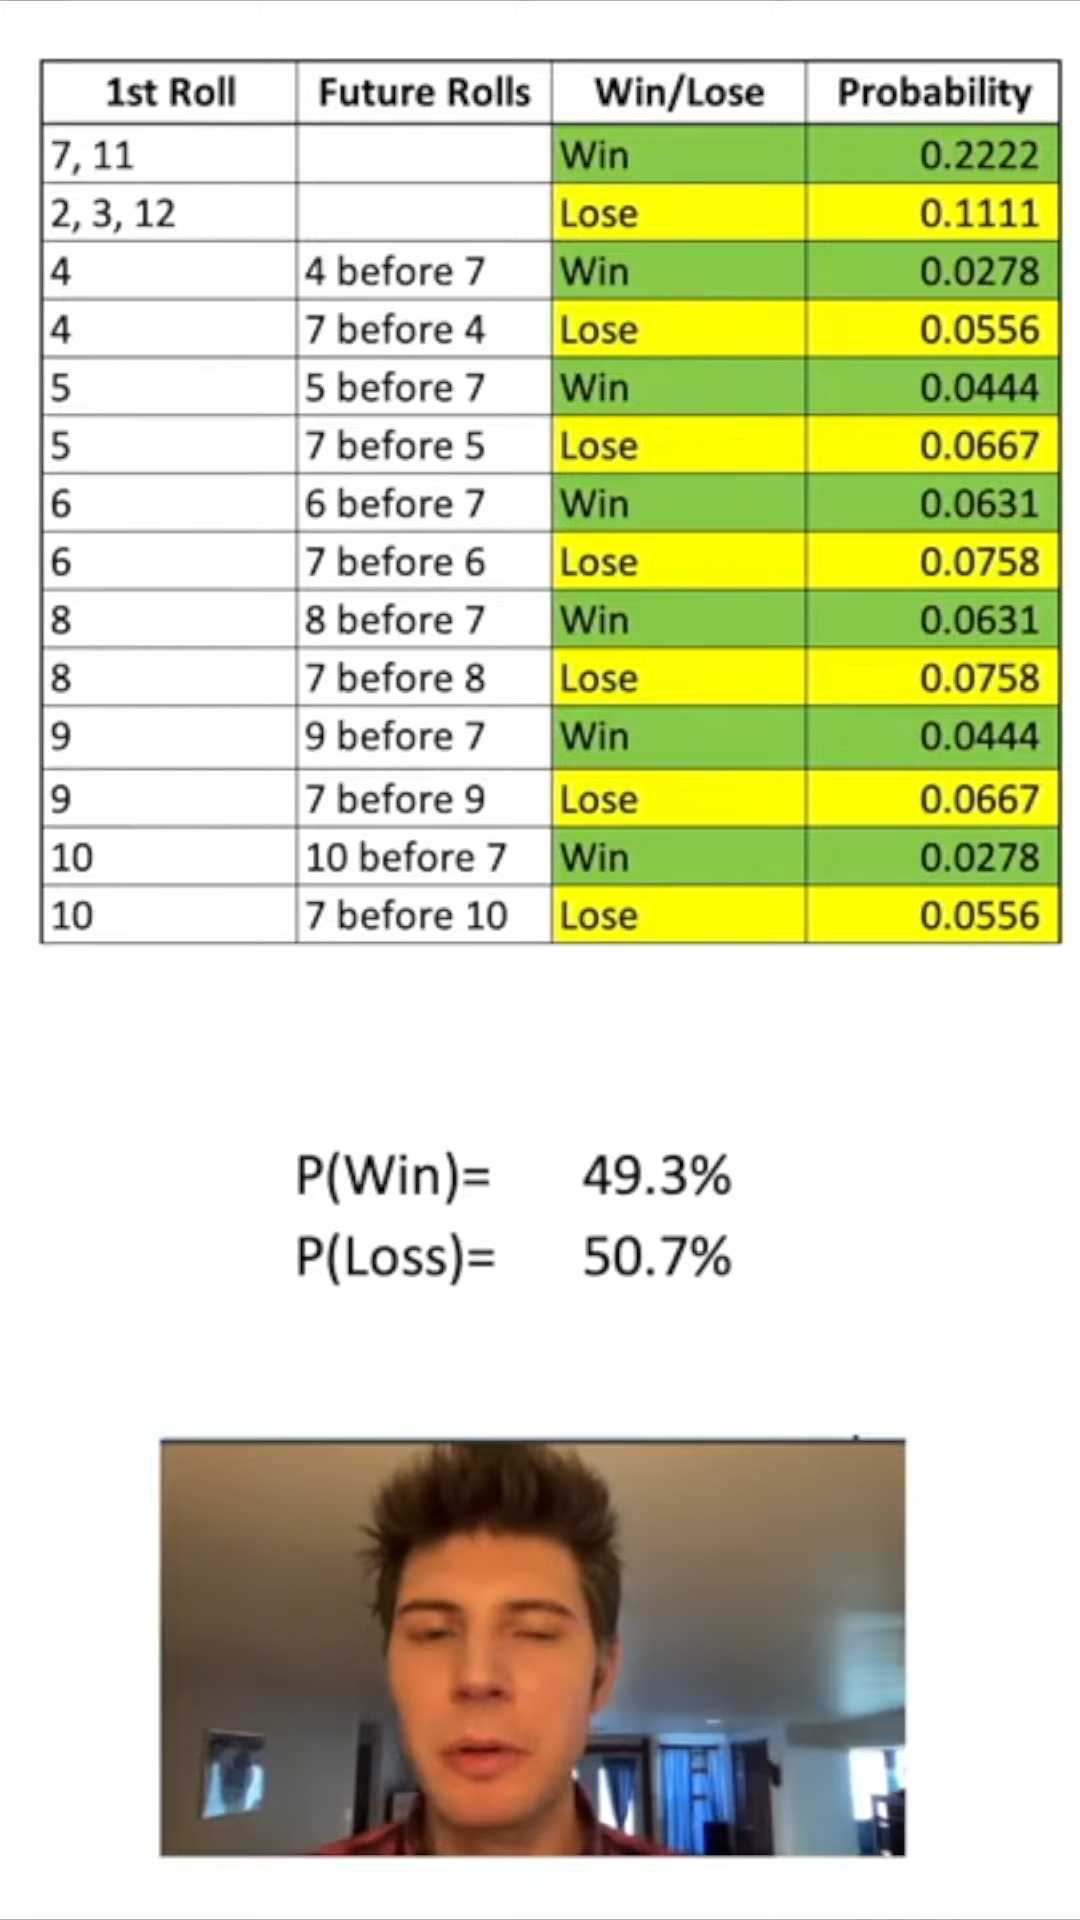 1st Roll Future Rolls Win/Lose Probability
7, 11 Win 0.2222
2, 3, 12 Lose 0.1111
4 4 before 7 Win 0.0278
4 7 before 4 Lose 0.0556
5 5 before 7 Win 0.0444
5 7 before 5 Lose 0.0667
6 6 before 7 Win 0.0631
6 7 before 6 Lose 0.0758
8 8 before 7 Win 0.0631
8 7 before 8 Lose 0.0758
9 9 before 7 Win 0.0444
9 7 before 9 Lose 0.0667
10 10 before 7 Win 0.0278
10 7 before 10 Lose 0.0556
P(Win)= 49.3%
P(Loss)= 50.7%